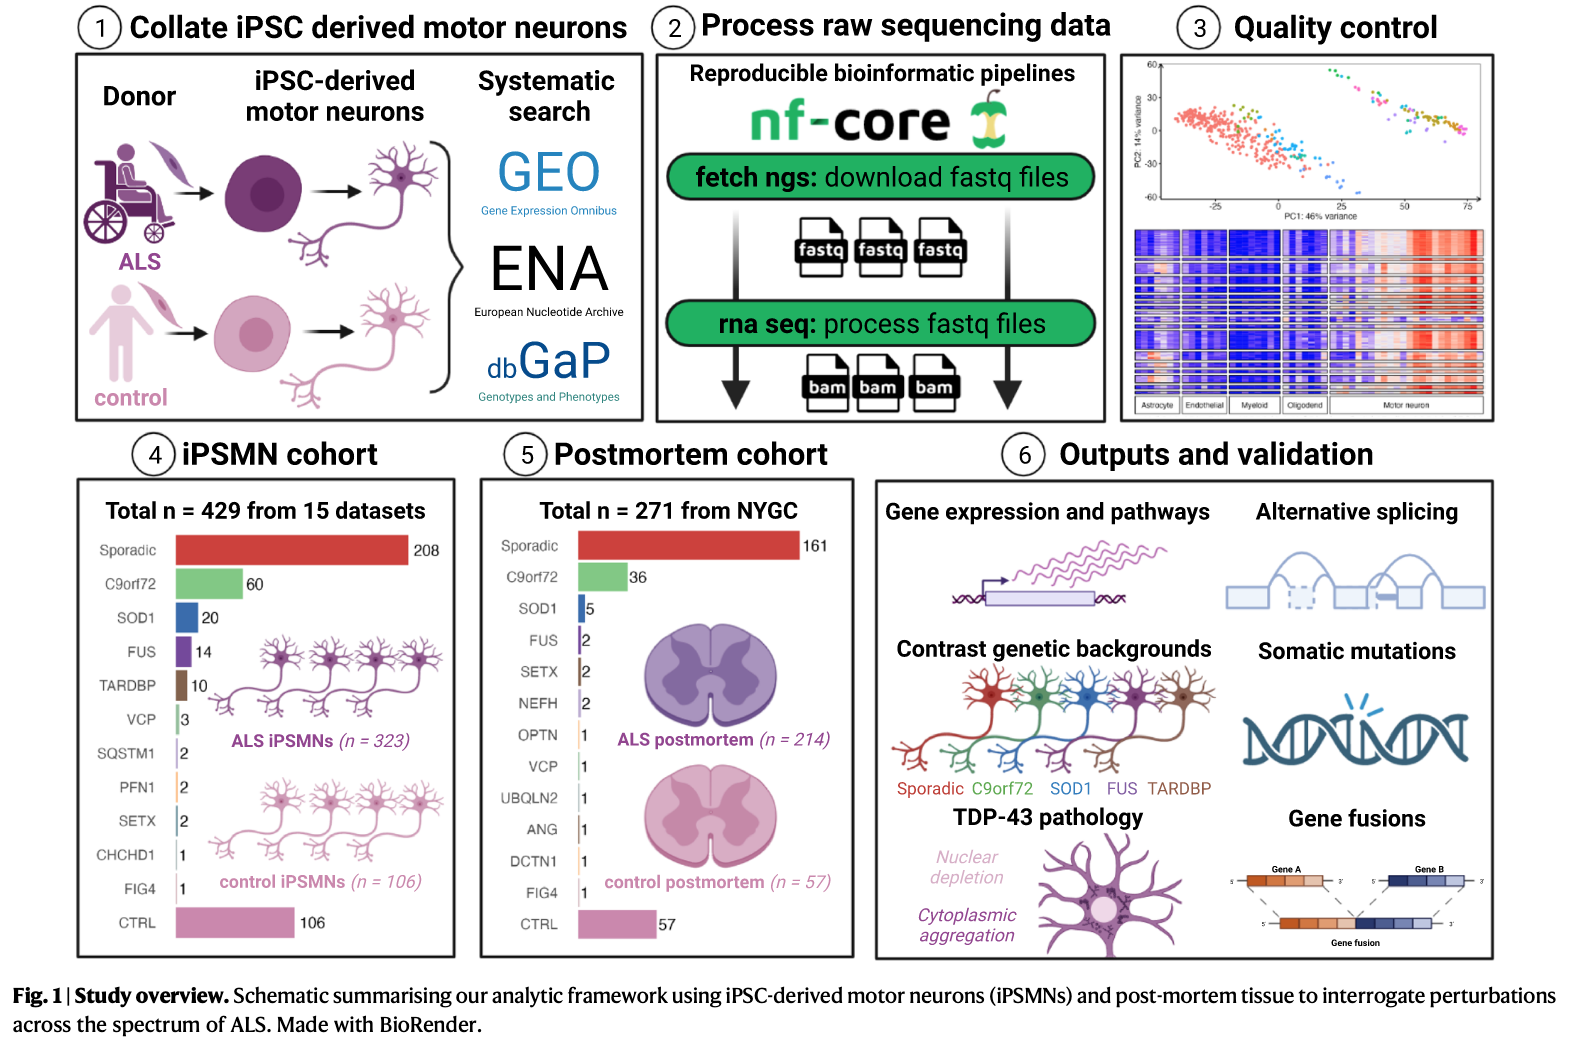 1 Collate iPSC derived motor neurons
Donor
iPSC-derived
motor neurons
Systematic
search
ALS
control
GEO
Gene Expression Omnibus
ENA
European Nucleotide Archive
dbGaP
Genotypes and Phenotypes
2 Process raw sequencing data
Reproducible bioinformatic pipelines
nf-core
fetch ngs: download fastq files
fastq fastq fastq
rna seq: process fastq files
bam bam bam
3 Quality control
PC2: 14% variance
60
30
0
-30
-60
-25 0 25 50 75
PC1: 46% variance
Astrocyte Endothelial Myeloid Oligodend Motor neuron
4 iPSMN cohort
Total n = 429 from 15 datasets
Sporadic 208
C9orf72 60
SOD1 20
FUS 14
TARDBP 10
VCP 3
SQSTM1 2
PFN1 2
SETX 2
CHCHD1 1
FIG4 1
CTRL 106
ALS iPSMNs (n = 323)
control iPSMNs (n = 106)
5 Postmortem cohort
Total n = 271 from NYGC
Sporadic 161
C9orf72 36
SOD1 5
FUS 2
SETX 2
NEFH 2
OPTN 1
VCP 1
UBQLN2 1
ANG 1
DCTN1 1
FIG4 1
CTRL 57
ALS postmortem (n = 214)
control postmortem (n = 57)
6 Outputs and validation
Gene expression and pathways
Alternative splicing
Contrast genetic backgrounds
Sporadic C9orf72 SOD1 FUS TARDBP
Somatic mutations
TDP-43 pathology
Nuclear
depletion
Cytoplasmic
aggregation
Gene fusions
Gene A
Gene B
5' 3' 5' 3'
5' 3'
Gene fusion
Fig. 1 | Study overview. Schematic summarising our analytic framework using iPSC-derived motor neurons (iPSMNs) and post-mortem tissue to interrogate perturbations
across the spectrum of ALS. Made with BioRender.